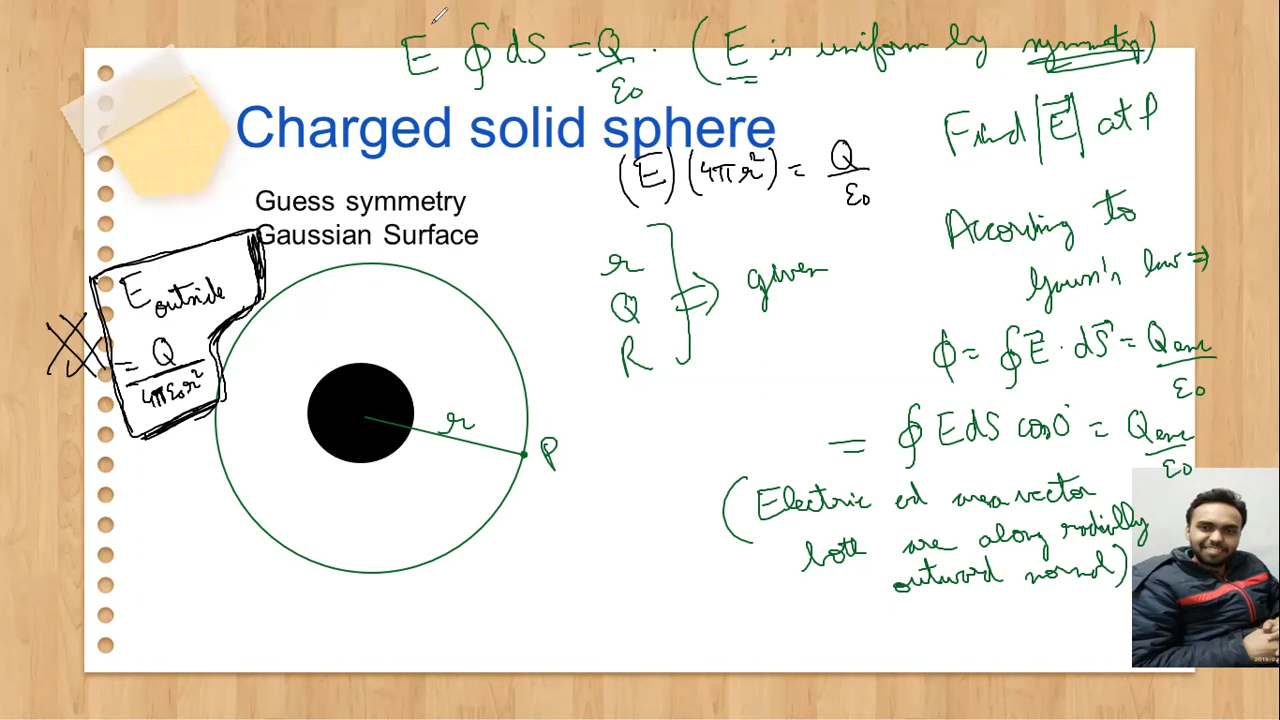 E ∮ dS = Q/ε0 . (E is uniform by symmetry)
Charged solid sphere
Find |E⃗| at P
(E) (4πr²) = Q/ε0
Guess symmetry
Gaussian Surface
E outside
= Q/4πε0r²
r
Q
R
⇒ given
According to
Gauss's law ⇒
ϕ = ∮ E⃗ · dS⃗ = Qenc/ε0
= ∮ E dS cos0° = Qenc/ε0
(Electric ed area vector
both are along radially
outward normal)
r
P